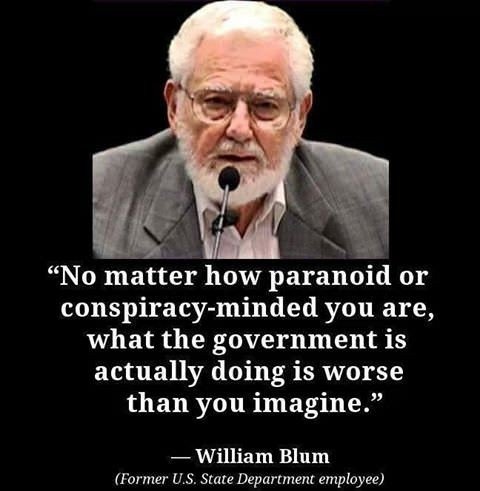 “No matter how paranoid or
conspiracy-minded you are,
what the government is
actually doing is worse
than you imagine.”
— William Blum
(Former U.S. State Department employee)